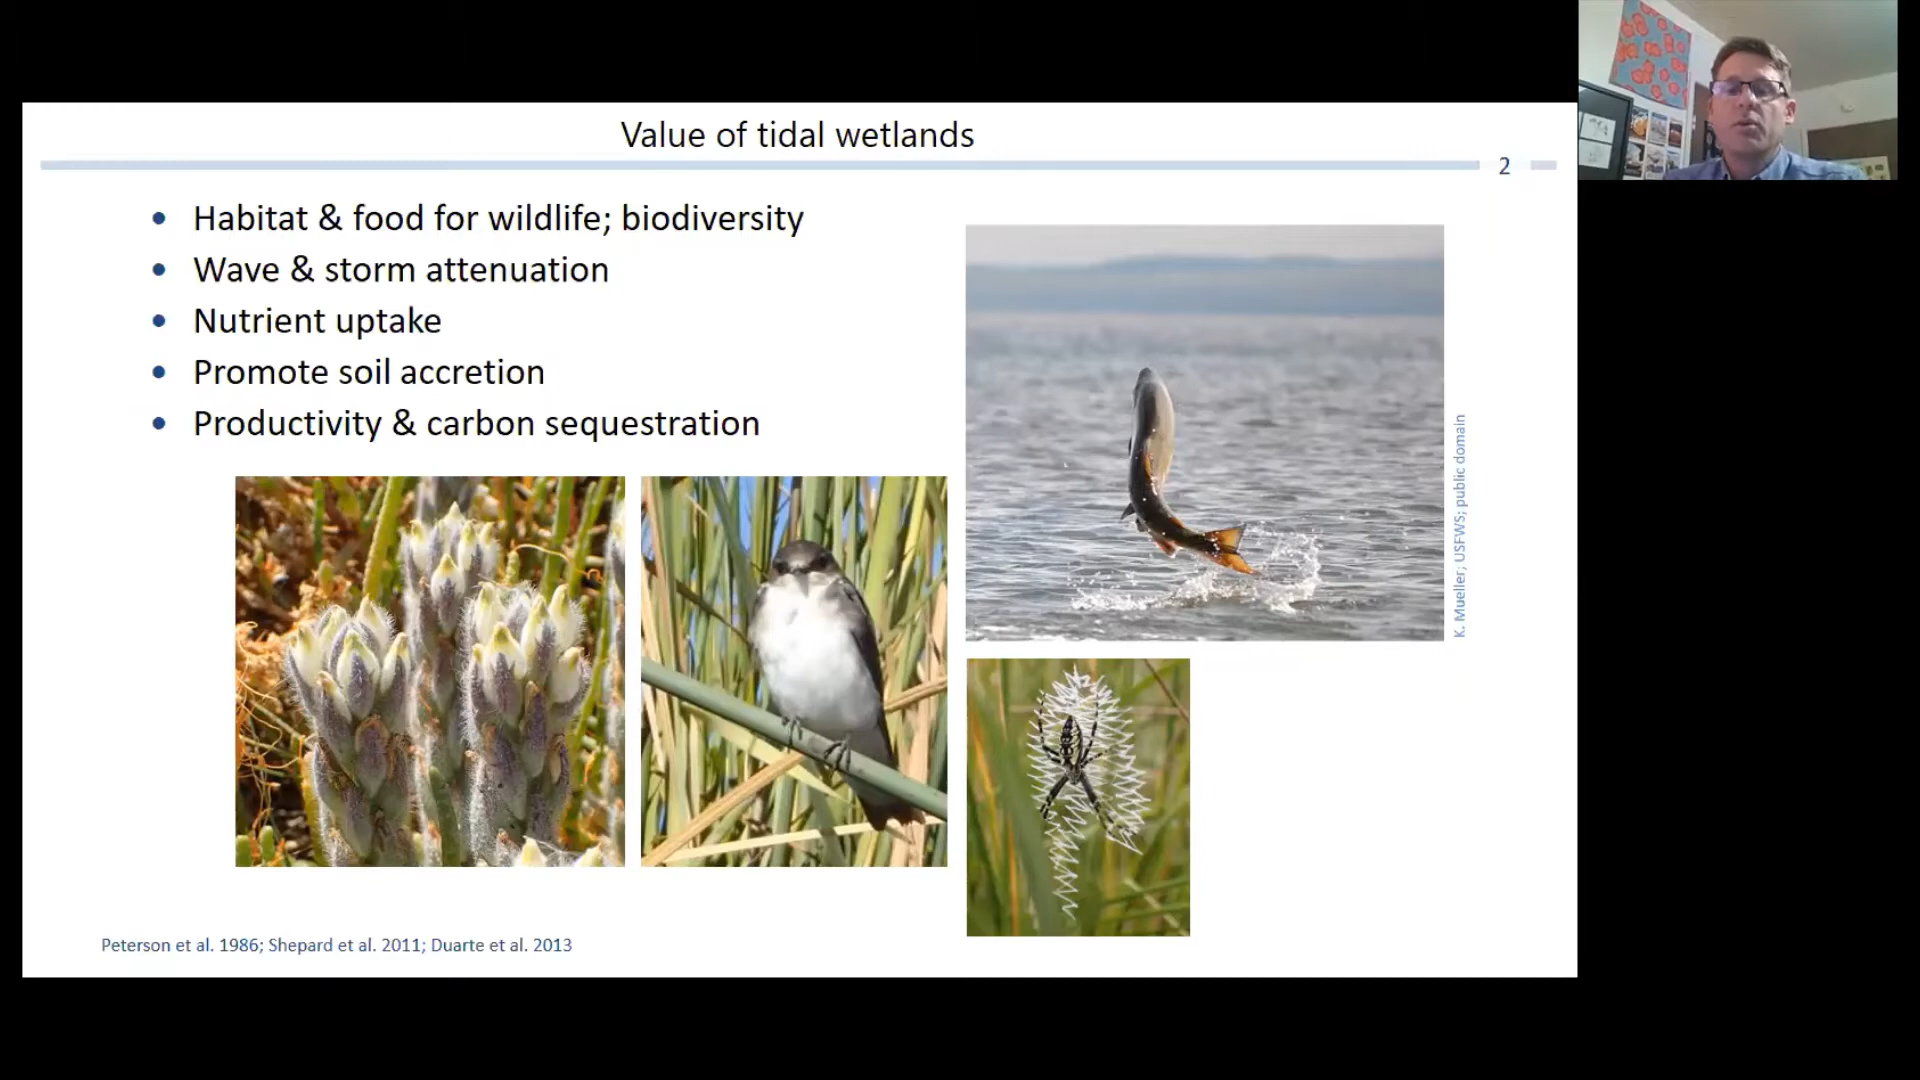 Value of tidal wetlands
2
• Habitat & food for wildlife; biodiversity
• Wave & storm attenuation
• Nutrient uptake
• Promote soil accretion
• Productivity & carbon sequestration
K. Mueller; USFWS; public domain
Peterson et al. 1986; Shepard et al. 2011; Duarte et al. 2013